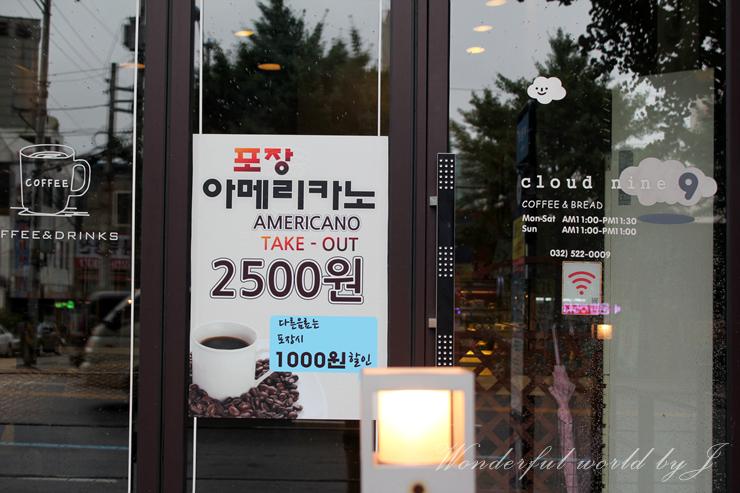 COFFEE
FFEE&DRINKS
포장
아메리카노
AMERICANO
TAKE - OUT
2500원
다른음료는
포장시
1000원 할인
cloud nine 9
COFFEE & BREAD
Mon-Sat AM11:00-PM11:30
Sun AM11:00-PM11:00
032) 522-0009
Wonderful world by J